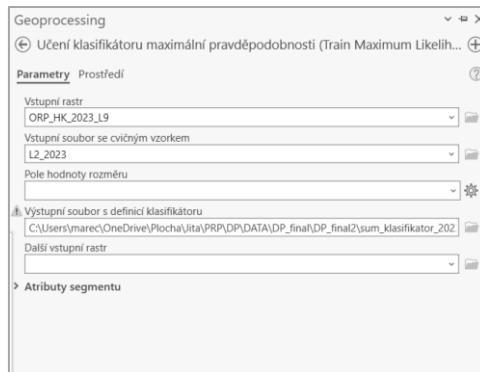 Geoprocessing
Učení klasifikátoru maximální pravděpodobnosti (Train Maximum Likelih...
Parametry Prostředí
Vstupní rastr
ORP_HK_2023_L9
Vstupní soubor se cvičným vzorkem
L2_2023
Pole hodnoty rozměru
Výstupní soubor s definicí klasifikátoru
C:\Users\marec\OneDrive\Plocha\Jita\PRP\DP\DATA\DP_final\DP_final2\sum_klasifikator_202
Další vstupní rastr
Atributy segmentu